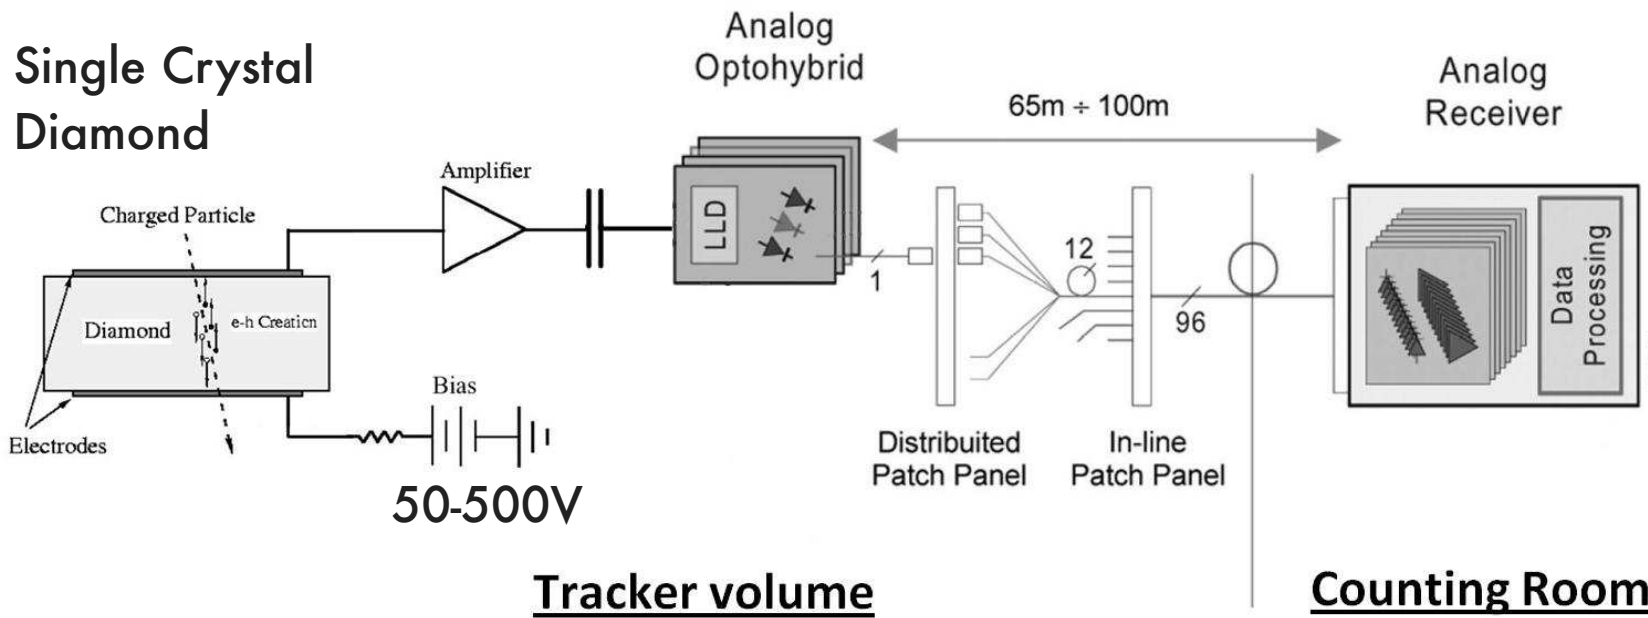 Single Crystal
Diamond
Analog
Optohybrid
65m ÷ 100m
Analog
Receiver
Amplifier
Charged Particle
LLD
1
12
96
Data
Processing
Diamond
e-h Creation
Bias
Electrodes
50-500V
Distribuited
Patch Panel
In-line
Patch Panel
Tracker volume
Counting Room